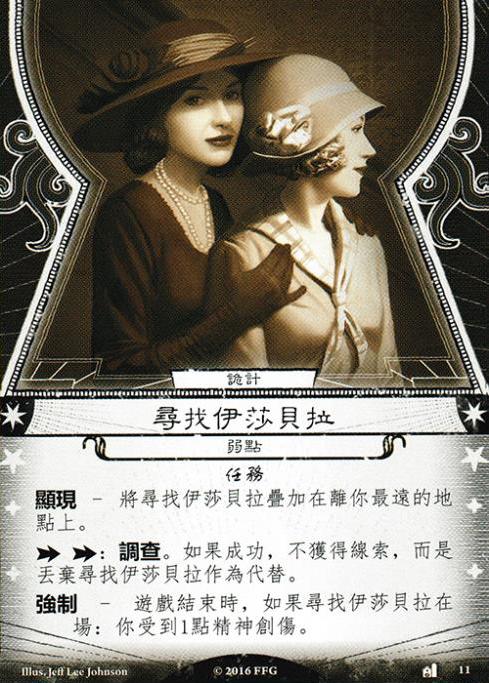 詭計
尋找伊莎貝拉
弱點
任務
顯現 – 將尋找伊莎貝拉疊加在離你最遠的地
點上。
：調查。如果成功，不獲得線索，而是
丟棄尋找伊莎貝拉作為代替。
強制 – 遊戲結束時，如果尋找伊莎貝拉在
場：你受到1點精神創傷。
Illus. Jeff Lee Johnson
© 2016 FFG
11